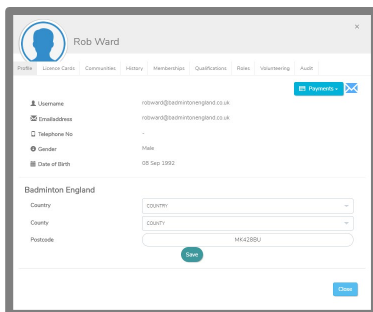 ×
Rob Ward
Profile Licence Cards Communities History Memberships Qualifications Roles Volunteering Audit
Payments
Username robward@badmintonengland.co.uk
Emailaddress robward@badmintonengland.co.uk
Telephone No -
Gender Male
Date of Birth 08 Sep 1992
Badminton England
Country COUNTRY
County COUNTY
Postcode MK428BU
Save
Close